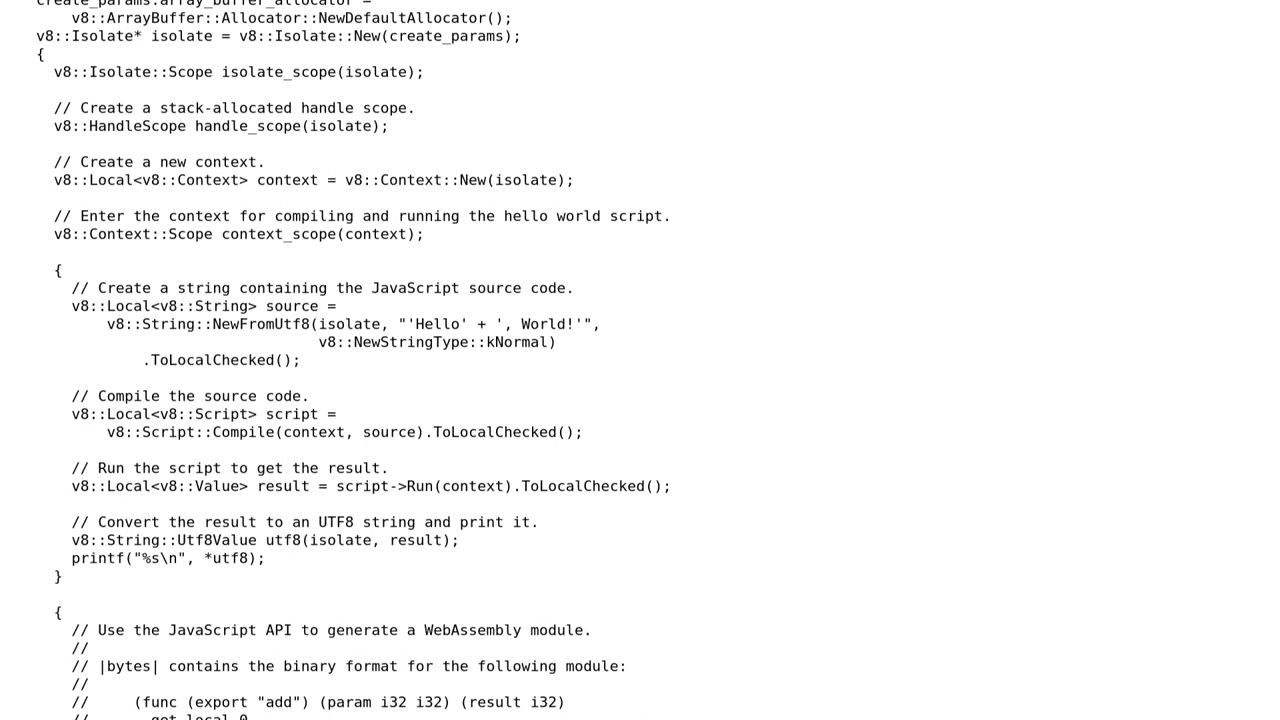 create_params.array_buffer_allocator =
      v8::ArrayBuffer::Allocator::NewDefaultAllocator();
  v8::Isolate* isolate = v8::Isolate::New(create_params);
  {
    v8::Isolate::Scope isolate_scope(isolate);

    // Create a stack-allocated handle scope.
    v8::HandleScope handle_scope(isolate);

    // Create a new context.
    v8::Local<v8::Context> context = v8::Context::New(isolate);

    // Enter the context for compiling and running the hello world script.
    v8::Context::Scope context_scope(context);

    {
      // Create a string containing the JavaScript source code.
      v8::Local<v8::String> source =
          v8::String::NewFromUtf8(isolate, "'Hello' + ', World!'",
                                  v8::NewStringType::kNormal)
              .ToLocalChecked();

      // Compile the source code.
      v8::Local<v8::Script> script =
          v8::Script::Compile(context, source).ToLocalChecked();

      // Run the script to get the result.
      v8::Local<v8::Value> result = script->Run(context).ToLocalChecked();

      // Convert the result to an UTF8 string and print it.
      v8::String::Utf8Value utf8(isolate, result);
      printf("%s\n", *utf8);
    }

    {
      // Use the JavaScript API to generate a WebAssembly module.
      //
      // |bytes| contains the binary format for the following module:
      //
      //     (func (export "add") (param i32 i32) (result i32)
      //       get_local 0